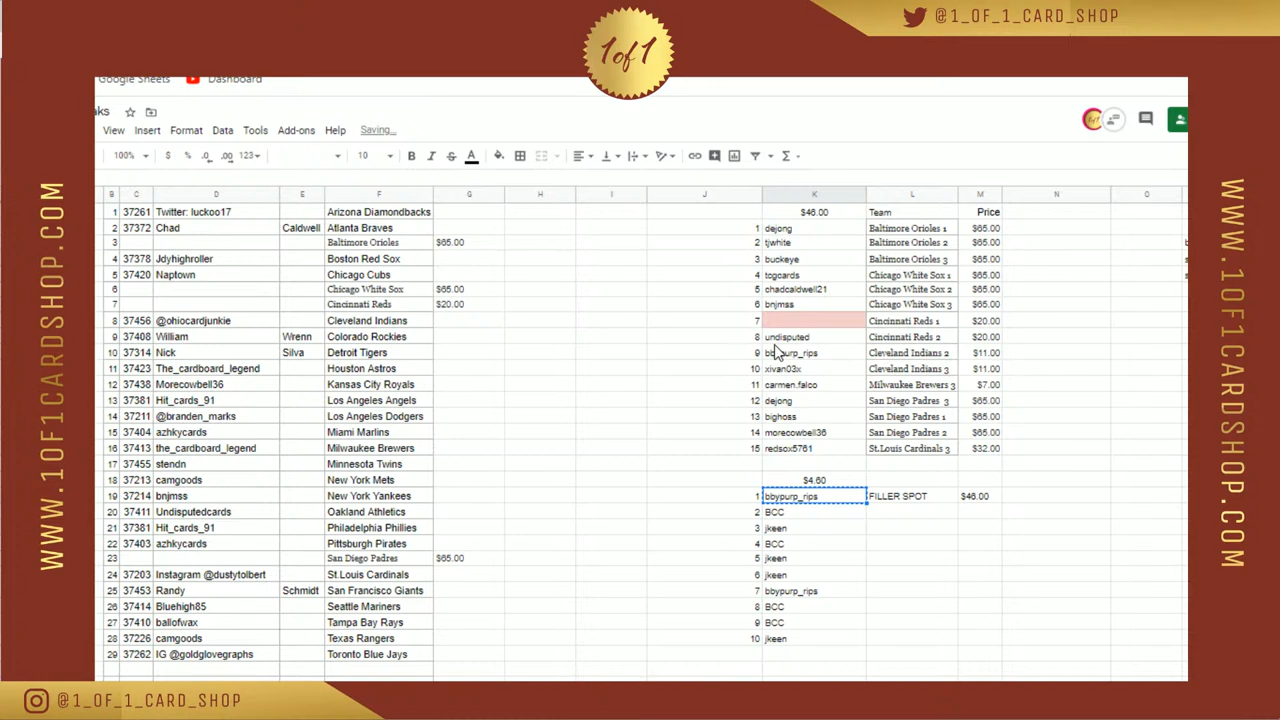 @1_OF_1_CARD_SHOP
1of1
WWW.1OF1CARDSHOP.COM
WWW.1OF1CARDSHOP.COM
Google Sheets Dashboard
aks
View Insert Format Data Tools Add-ons Help Saving...
100% $ % .0 .00 123 10 B I S A
B C D E F G H I J K L M N O
1 37261 Twitter: luckoo17 Arizona Diamondbacks $46.00 Team Price
2 37372 Chad Caldwell Atlanta Braves 1 dejong Baltimore Orioles 1 $65.00
3 Baltimore Orioles $65.00 2 tjwhite Baltimore Orioles 2 $65.00
4 37378 Jdyhighroller Boston Red Sox 3 buckeye Baltimore Orioles 3 $65.00
5 37420 Naptown Chicago Cubs 4 tcgcards Chicago White Sox 1 $65.00
6 Chicago White Sox $65.00 5 chadcaldwell21 Chicago White Sox 2 $65.00
7 Cincinnati Reds $20.00 6 bnjmss Chicago White Sox 3 $65.00
8 37456 @ohiocardjunkie Cleveland Indians 7 Cincinnati Reds 1 $20.00
9 37408 William Wrenn Colorado Rockies 8 undisputed Cincinnati Reds 2 $20.00
10 37314 Nick Silva Detroit Tigers 9 bbypurp_rips Cleveland Indians 2 $11.00
11 37423 The_cardboard_legend Houston Astros 10 xivan03x Cleveland Indians 3 $11.00
12 37438 Morecowbell36 Kansas City Royals 11 carmen.falco Milwaukee Brewers 3 $7.00
13 37381 Hit_cards_91 Los Angeles Angels 12 dejong San Diego Padres 3 $65.00
14 37211 @branden_marks Los Angeles Dodgers 13 bighoss San Diego Padres 1 $65.00
15 37404 azhkycards Miami Marlins 14 morecowbell36 San Diego Padres 2 $65.00
16 37413 the_cardboard_legend Milwaukee Brewers 15 redsox5761 St.Louis Cardinals 3 $32.00
17 37455 stendn Minnesota Twins
18 37213 camgoods New York Mets $4.60
19 37214 bnjmss New York Yankees 1 bbypurp_rips FILLER SPOT $46.00
20 37411 Undisputedcards Oakland Athletics 2 BCC
21 37381 Hit_cards_91 Philadelphia Phillies 3 jkeen
22 37403 azhkycards Pittsburgh Pirates 4 BCC
23 San Diego Padres $65.00 5 jkeen
24 37203 Instagram @dustytolbert St.Louis Cardinals 6 jkeen
25 37453 Randy Schmidt San Francisco Giants 7 bbypurp_rips
26 37414 Bluehigh85 Seattle Mariners 8 BCC
27 37410 ballofwax Tampa Bay Rays 9 BCC
28 37226 camgoods Texas Rangers 10 jkeen
29 37262 IG @goldglovegraphs Toronto Blue Jays
@1_OF_1_CARD_SHOP